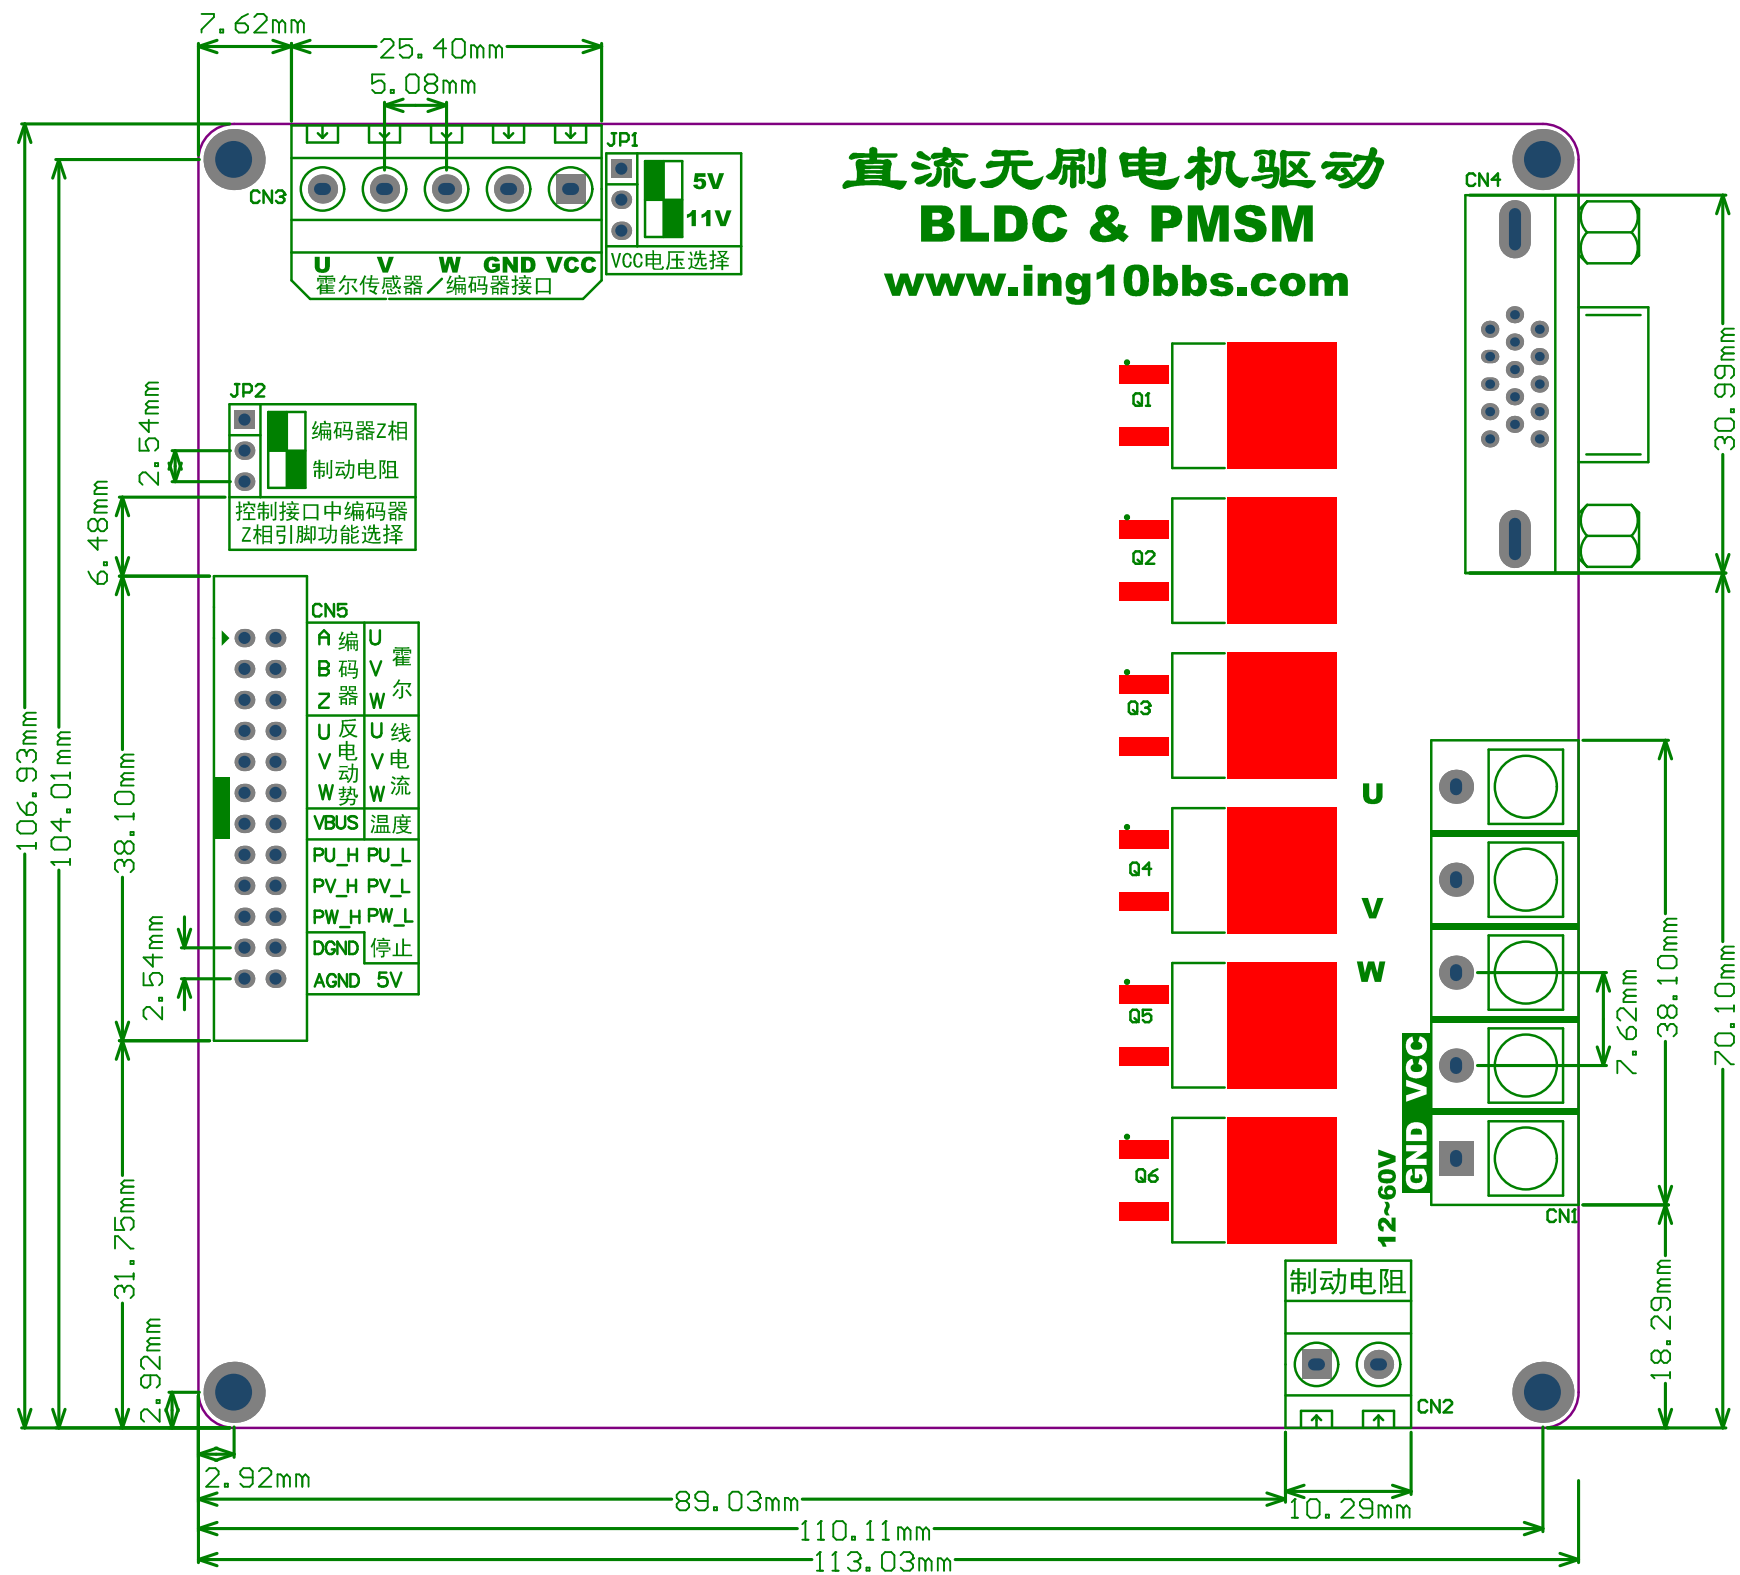 7.62mm
25.40mm
5.08mm
CN3
U V W GND VCC
霍尔传感器/编码器接口
JP1
5V
11V
VCC电压选择
直流无刷电机驱动
BLDC & PMSM
www.ing10bbs.com
CN4
30.99mm
JP2
编码器Z相
制动电阻
控制接口中编码器
Z相引脚功能选择
2.54mm
6.48mm
CN5
A 编 U
B 码 V 霍
Z 器 W 尔
U 反 U 线
V 电 V 电
W 动 W 流
势
VBUS 温度
PU_H PU_L
PV_H PV_L
PW_H PW_L
DGND 停止
AGND 5V
106.93mm
104.01mm
38.10mm
2.54mm
31.75mm
2.92mm
Q1
Q2
Q3
Q4
Q5
Q6
U
V
W
GND VCC
12~60V
CN1
7.62mm
38.10mm
70.10mm
18.29mm
制动电阻
CN2
2.92mm
89.03mm
10.29mm
110.11mm
113.03mm